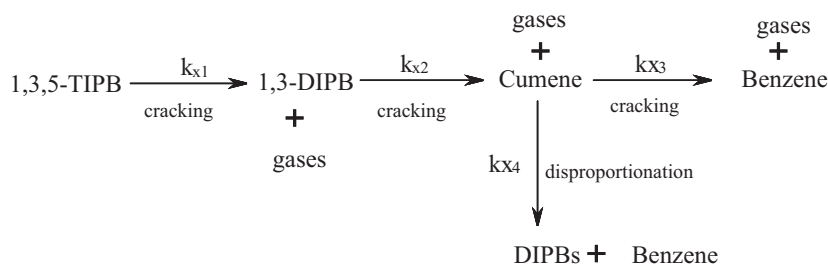 gases
gases
+
+
1,3,5-TIPB kx1 1,3-DIPB kx2 Cumene kx3 Benzene
cracking cracking cracking
+
gases
kx4 disproportionation
DIPBs + Benzene